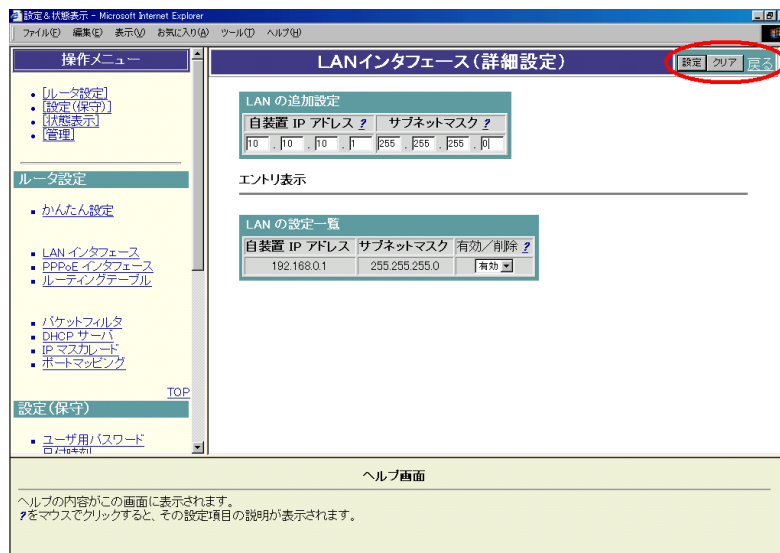 設定&状態表示 - Microsoft Internet Explorer
ファイル(F) 編集(E) 表示(V) お気に入り(A) ツール(T) ヘルプ(H)
操作メニュー
[ルータ設定]
[設定(保守)]
[状態表示]
[管理]
ルータ設定
かんたん設定
LAN インタフェース
PPPoE インタフェース
ルーティングテーブル
パケットフィルタ
DHCP サーバ
IP マスカレード
ポートマッピング
TOP
設定(保守)
ユーザ用パスワード
日付時刻
LANインタフェース(詳細設定)
設定 クリア 戻る
LAN の追加設定
自装置 IP アドレス ? サブネットマスク ?
10 . 10 . 10 . 1 255 . 255 . 255 . 0
エントリ表示
LAN の設定一覧
自装置 IP アドレス サブネットマスク 有効/削除 ?
192.168.0.1 255.255.255.0 有効
ヘルプ画面
ヘルプの内容がこの画面に表示されます。
?をマウスでクリックすると、その設定項目の説明が表示されます。